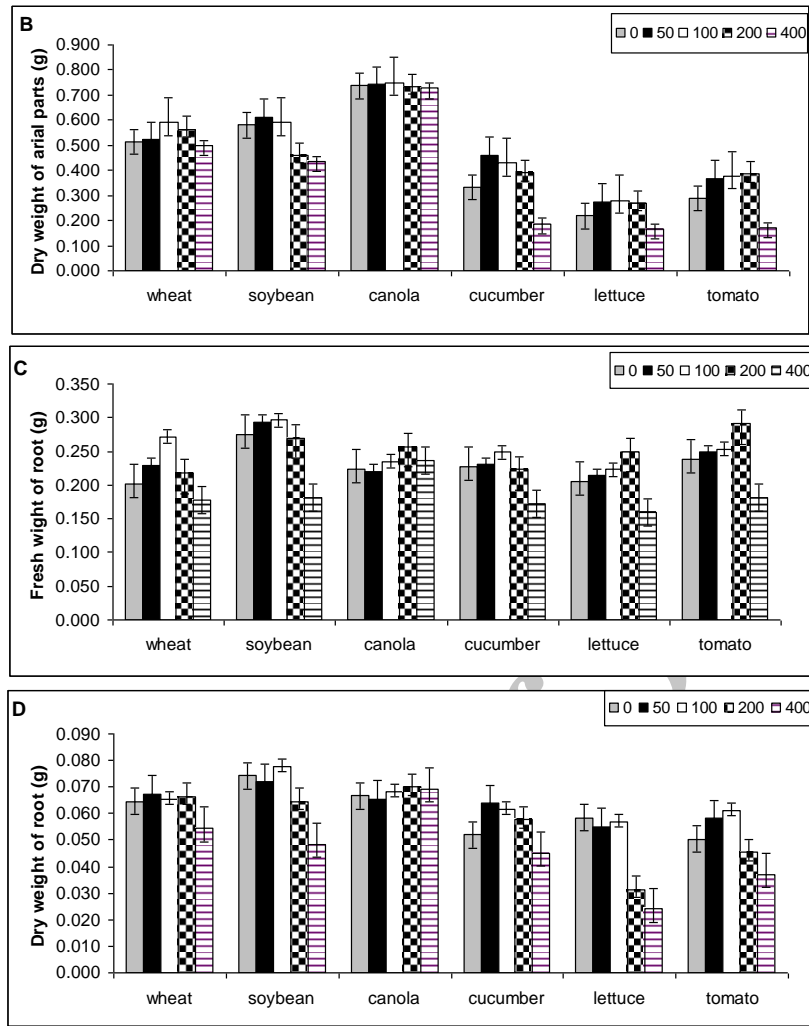 B
0 50 100 200 400
Dry weight of arial parts (g)
0.900
0.800
0.700
0.600
0.500
0.400
0.300
0.200
0.100
0.000
wheat soybean canola cucumber lettuce tomato
C
0 50 100 200 400
Fresh wight of root (g)
0.350
0.300
0.250
0.200
0.150
0.100
0.050
0.000
wheat soybean canola cucumber lettuce tomato
D
0 50 100 200 400
Dry weight of root (g)
0.090
0.080
0.070
0.060
0.050
0.040
0.030
0.020
0.010
0.000
wheat soybean canola cucumber lettuce tomato